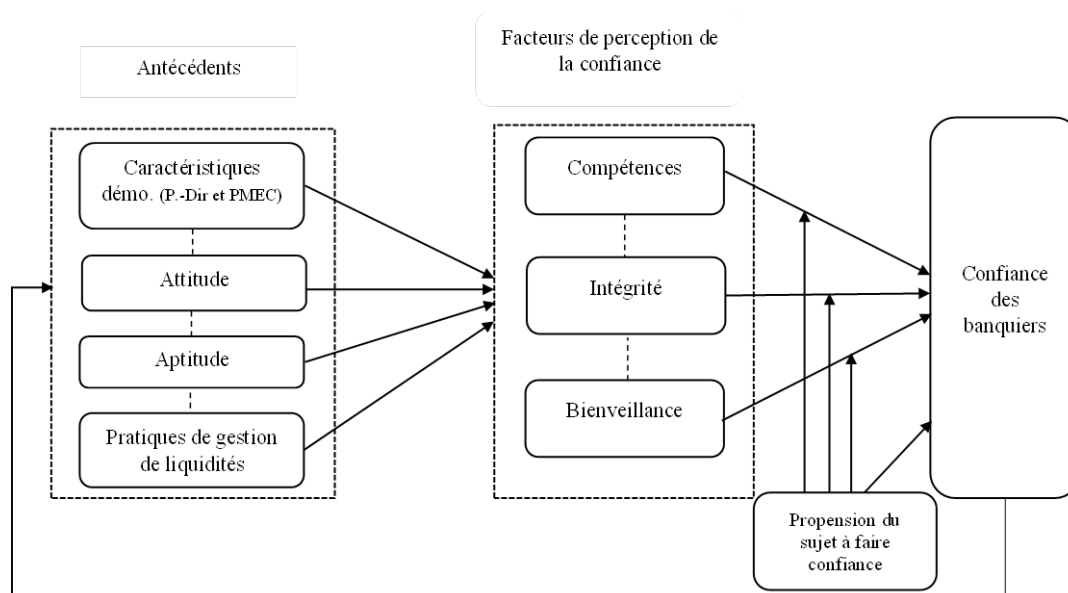 Antécédents
Facteurs de perception de
la confiance
Caractéristiques
démo. (P.-Dir et PMEC)
Attitude
Aptitude
Pratiques de gestion
de liquidités
Compétences
Intégrité
Bienveillance
Propension du
sujet à faire
confiance
Confiance
des
banquiers